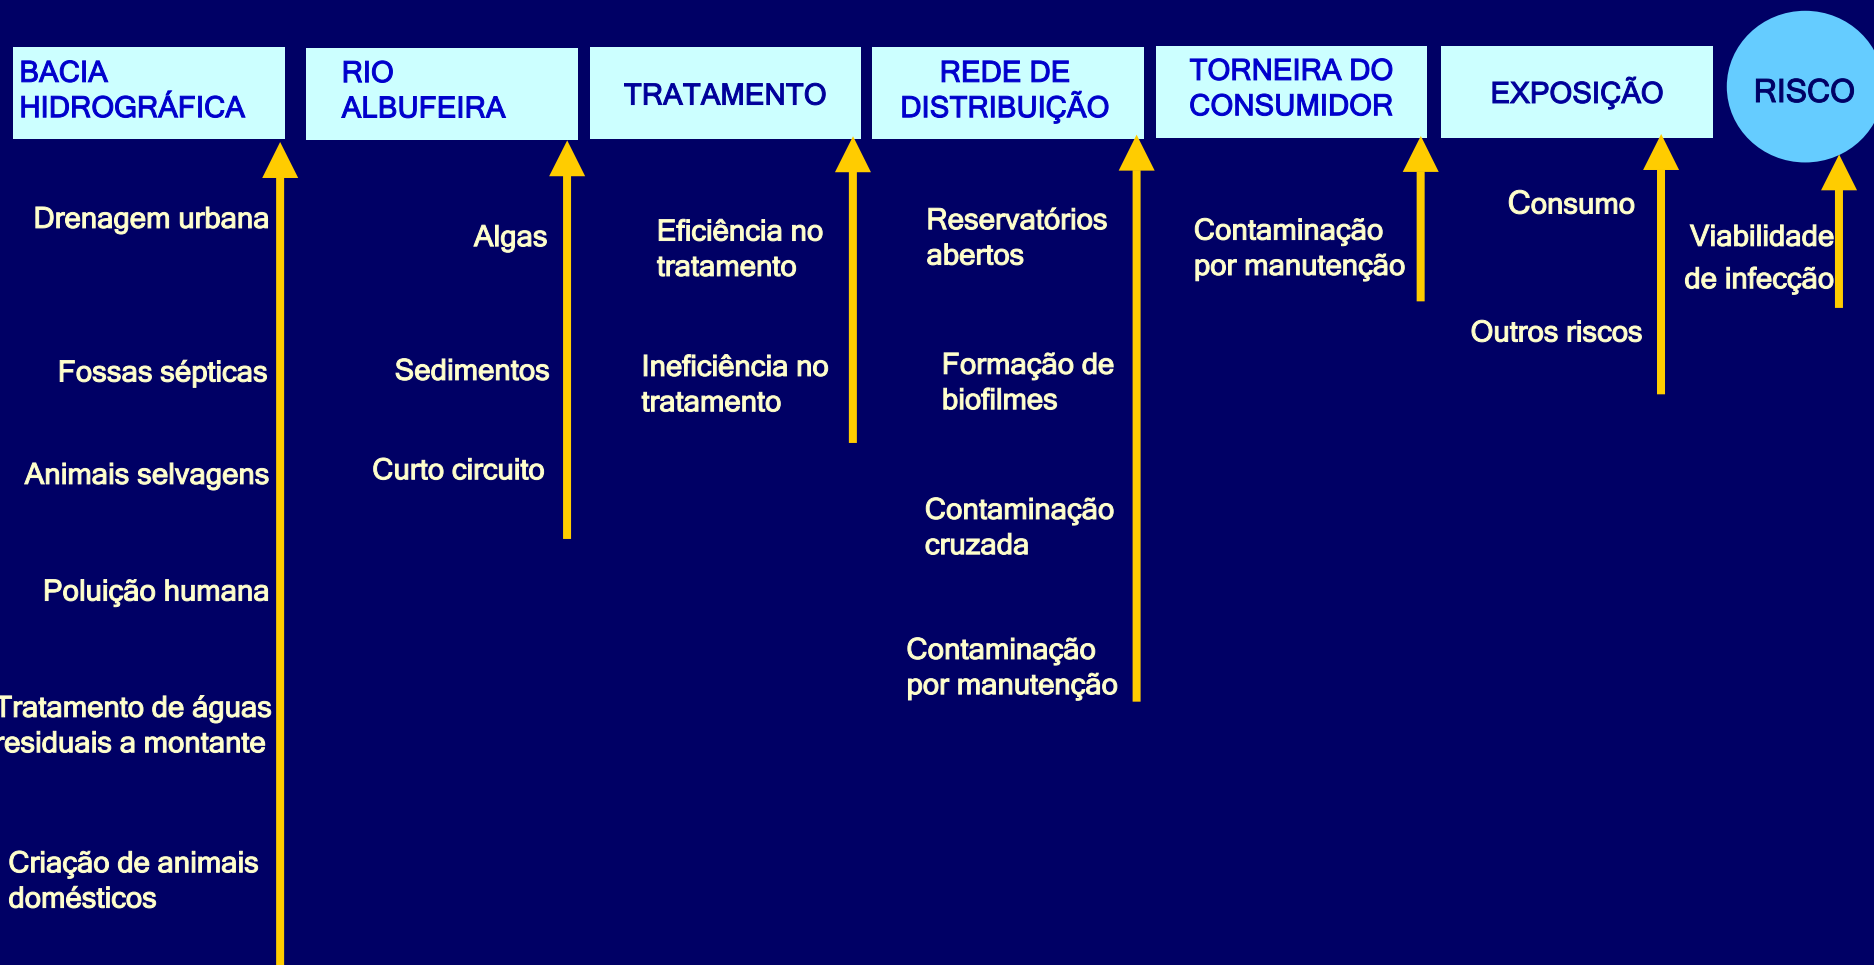 BACIA
HIDROGRÁFICA
RIO
ALBUFEIRA
TRATAMENTO
REDE DE
DISTRIBUIÇÃO
TORNEIRA DO
CONSUMIDOR
EXPOSIÇÃO
RISCO
Drenagem urbana
Fossas sépticas
Animais selvagens
Poluição humana
Tratamento de águas
residuais a montante
Criação de animais
domésticos
Algas
Sedimentos
Curto circuito
Eficiência no
tratamento
Ineficiência no
tratamento
Reservatórios
abertos
Formação de
biofilmes
Contaminação
cruzada
Contaminação
por manutenção
Contaminação
por manutenção
Consumo
Outros riscos
Viabilidade
de infecção